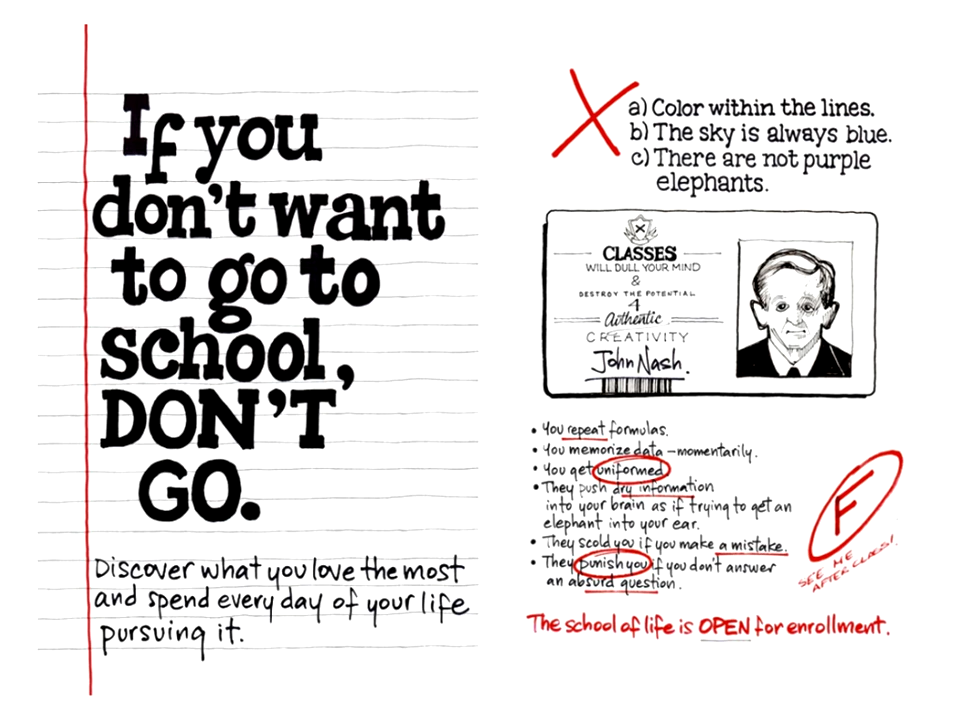 If you
don't want
to go to
school,
DON'T
GO.
Discover what you love the most
and spend every day of your life
pursuing it.
a) Color within the lines.
b) The sky is always blue.
c) There are not purple
elephants.
CLASSES
WILL DULL YOUR MIND
&
DESTROY THE POTENTIAL
4
Authentic
CREATIVITY
John Nash.
• You repeat formulas.
• You memorize data – momentarily.
• You get uniformed
• They push dry information
into your brain as if trying to get an
elephant into your ear.
• They scold you if you make a mistake.
• They punish you if you don't answer
an absurd question.
F
SEE ME
AFTER CLASS!
The school of life is OPEN for enrollment.